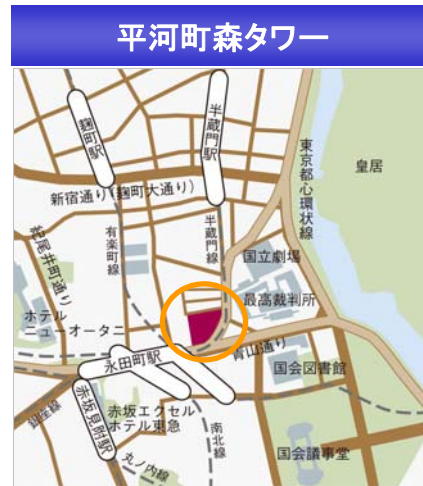 平河町森タワー
麹町駅
半蔵門駅
東京都心環状線
皇居
新宿通り(麹町大通り)
紀尾井町通り
有楽町線
半蔵門線
国立劇場
最高裁判所
ホテル
ニューオータニ
青山通り
永田町駅
国会図書館
銀座線
赤坂見附駅
赤坂エクセル
ホテル東急
南北線
丸ノ内線
国会議事堂